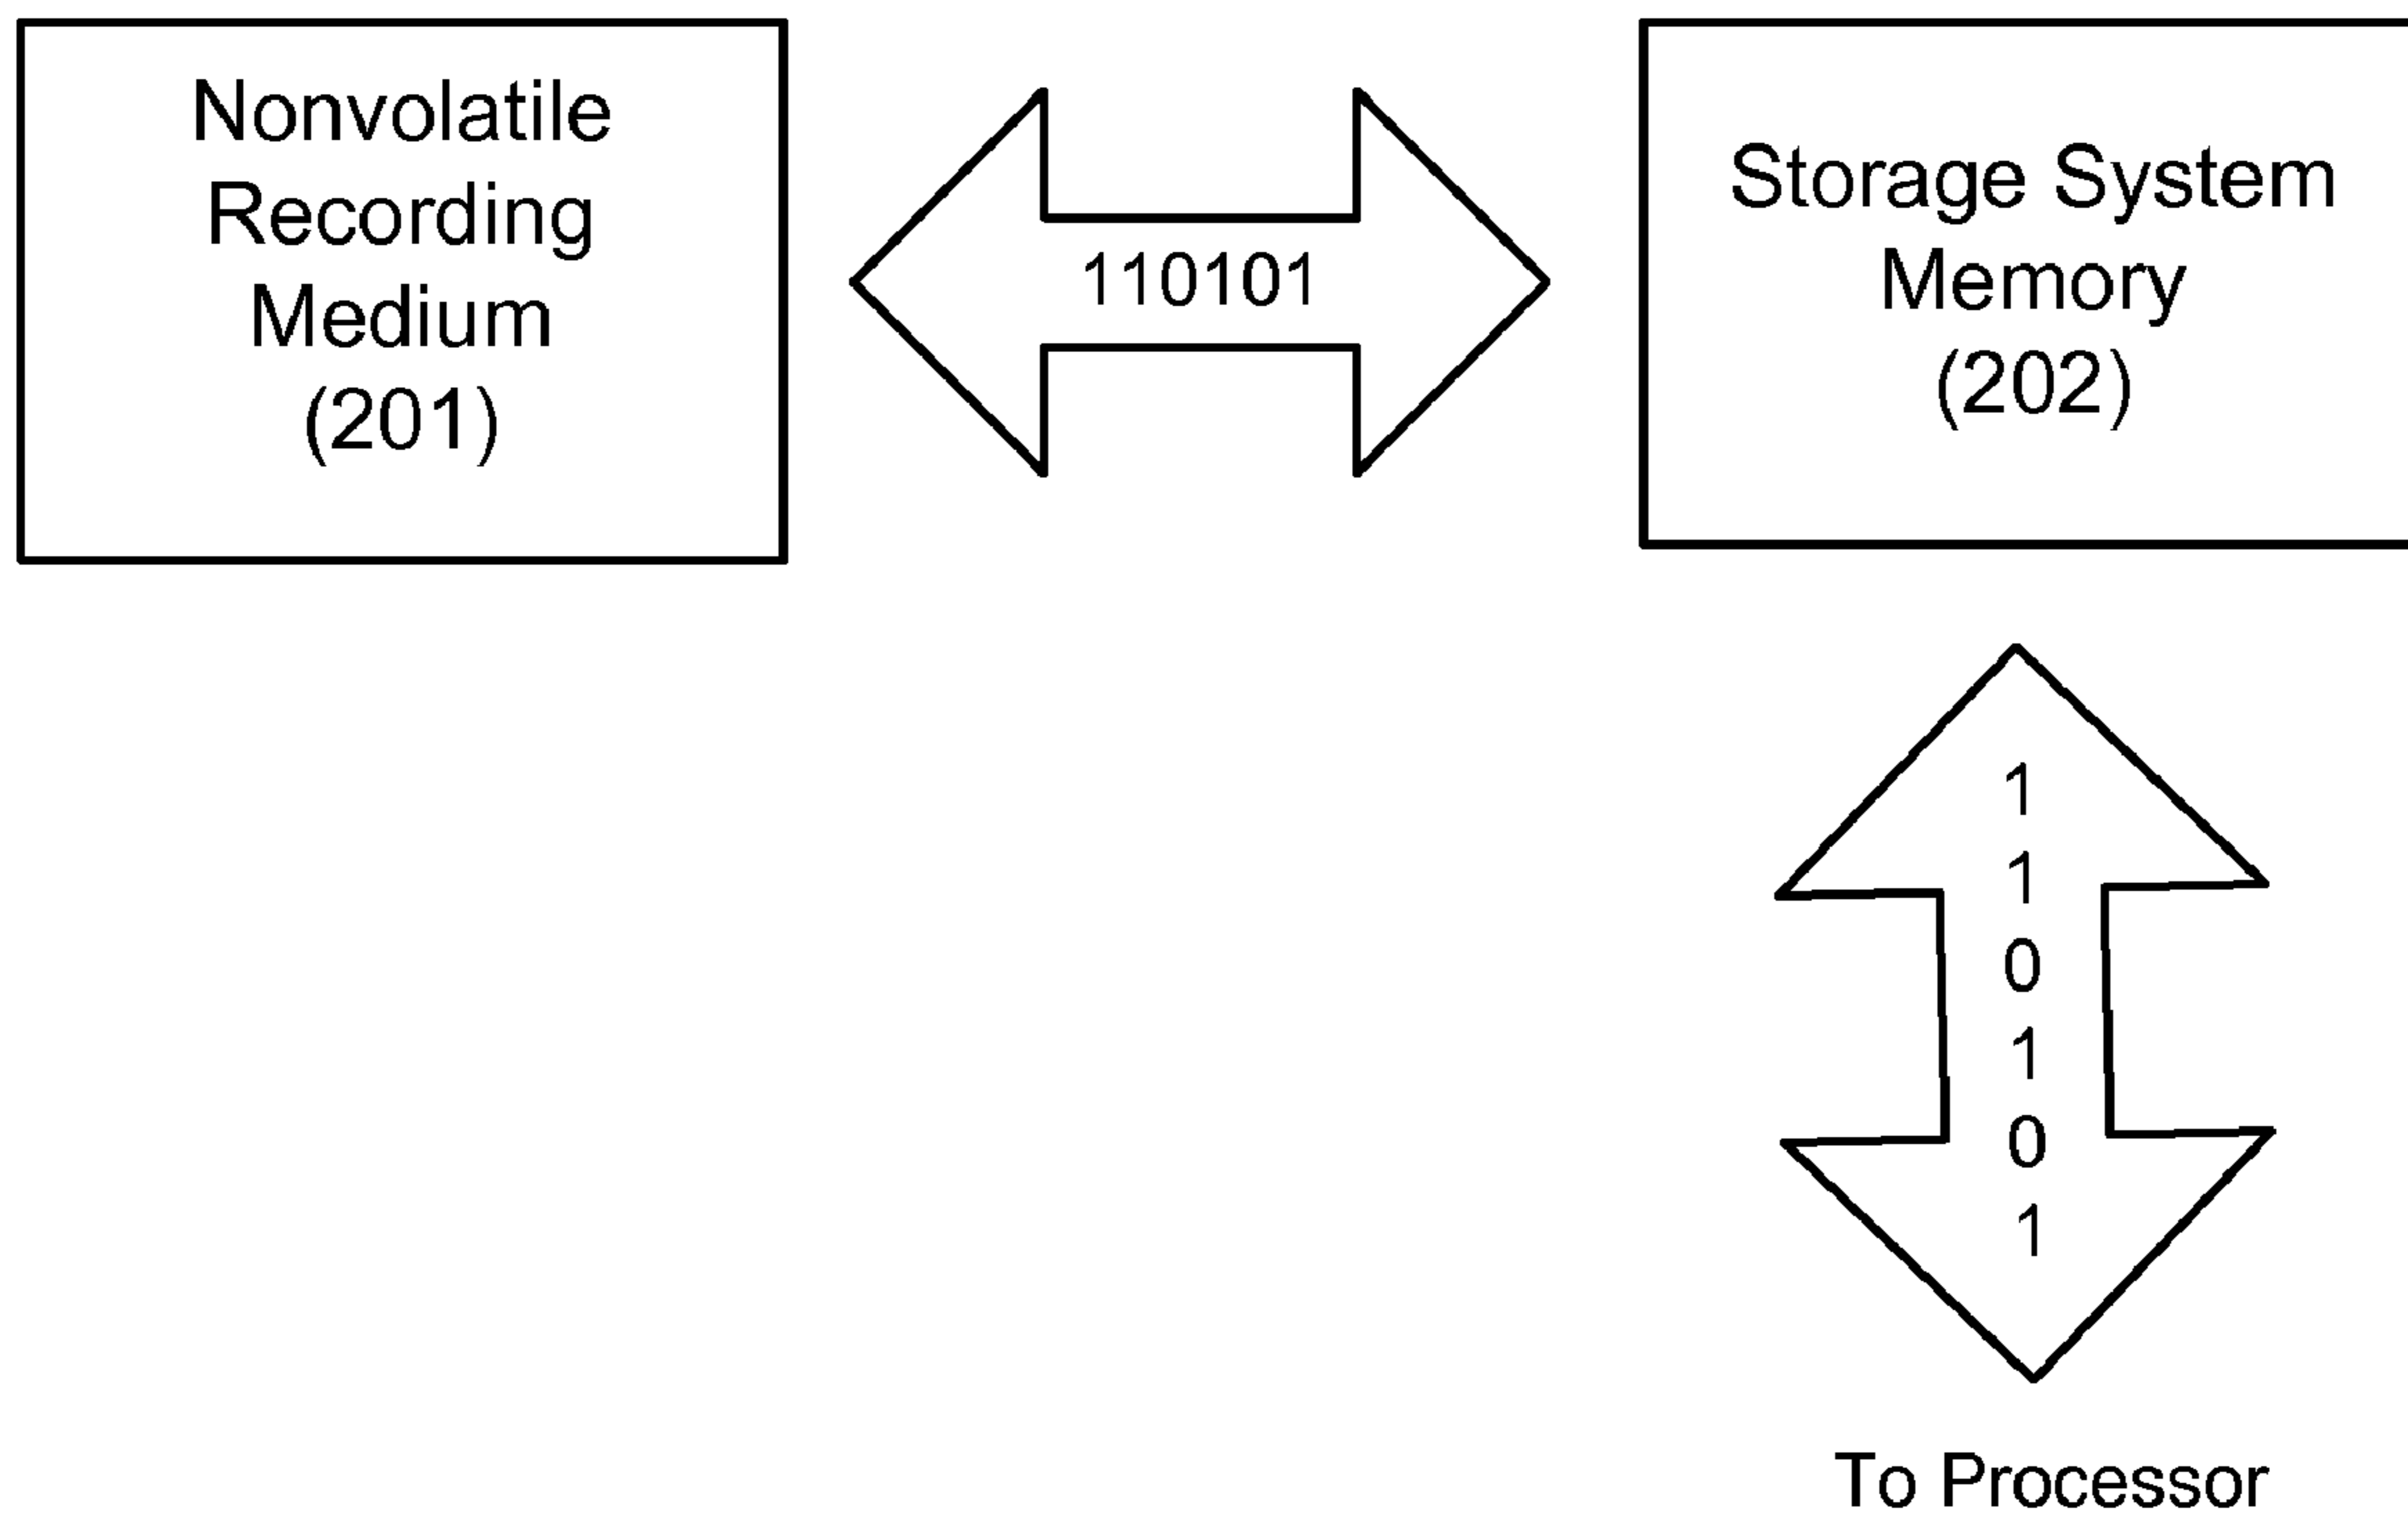 Nonvolatile
Recording
Medium
(201)
110101
Storage System
Memory
(202)
1
1
0
1
0
1
To Processor